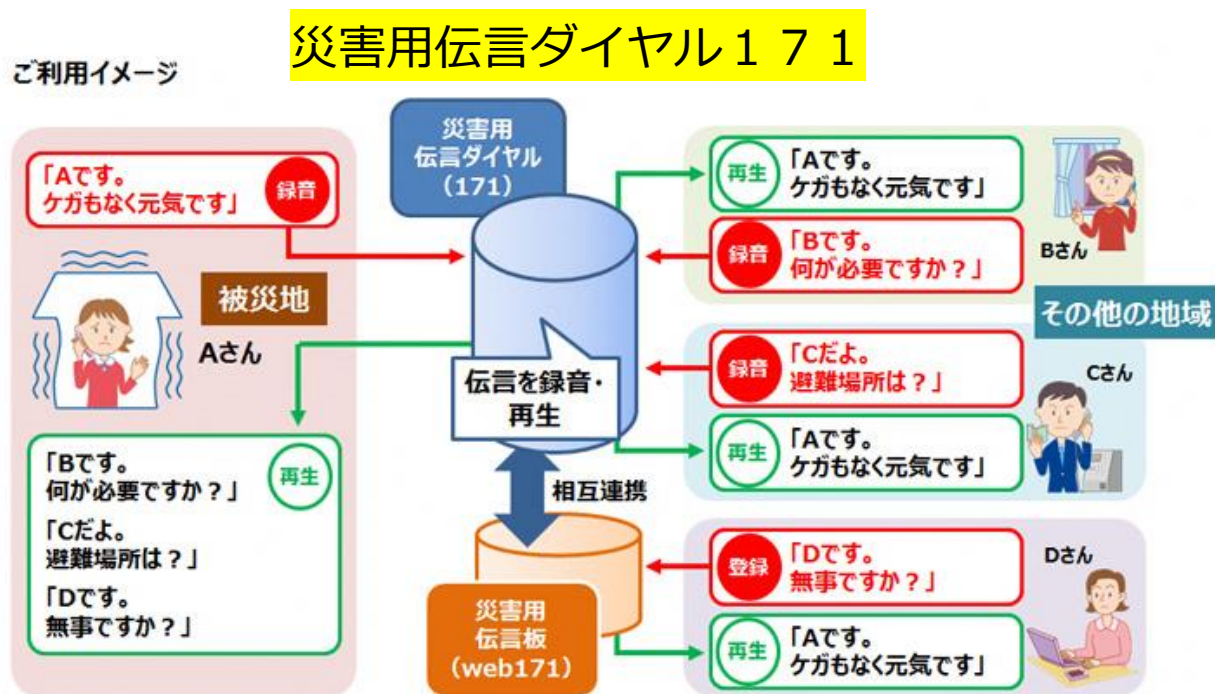 災害用伝言ダイヤル１７１
ご利用イメージ
災害用
伝言ダイヤル
（171）
「Aです。
ケガもなく元気です」
録音
被災地
Aさん
「Bです。
何が必要ですか？」
再生
「Cだよ。
避難場所は？」
「Dです。
無事ですか？」
伝言を録音・
再生
相互連携
災害用
伝言板
（web171）
再生
「Aです。
ケガもなく元気です」
録音
「Bです。
何が必要ですか？」
Bさん
その他の地域
録音
「Cだよ。
避難場所は？」
Cさん
再生
「Aです。
ケガもなく元気です」
登録
「Dです。
無事ですか？」
Dさん
再生
「Aです。
ケガもなく元気です」